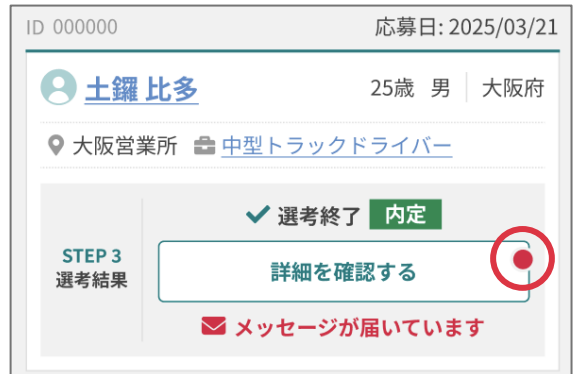 ID 000000 応募日: 2025/03/21
土鑼 比多 25歳 男 大阪府
大阪営業所 中型トラックドライバー
選考終了 内定
STEP 3
選考結果
詳細を確認する
メッセージが届いています